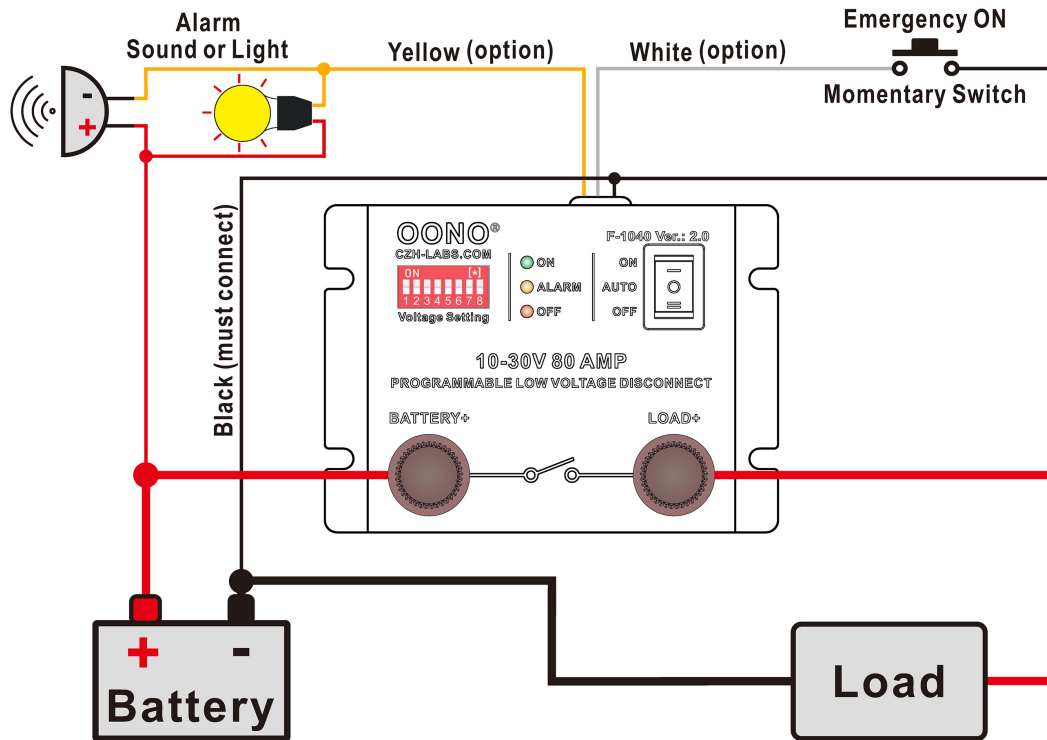 Alarm
Sound or Light
Yellow (option)
White (option)
Emergency ON
Momentary Switch
-
+
Black (must connect)
OONO®
CZH-LABS.COM
F-1040 Ver.: 2.0
ON [*]
1 2 3 4 5 6 7 8
Voltage Setting
ON
ALARM
OFF
ON
AUTO
OFF
10-30V 80 AMP
PROGRAMMABLE LOW VOLTAGE DISCONNECT
BATTERY+
LOAD+
+ -
Battery
Load